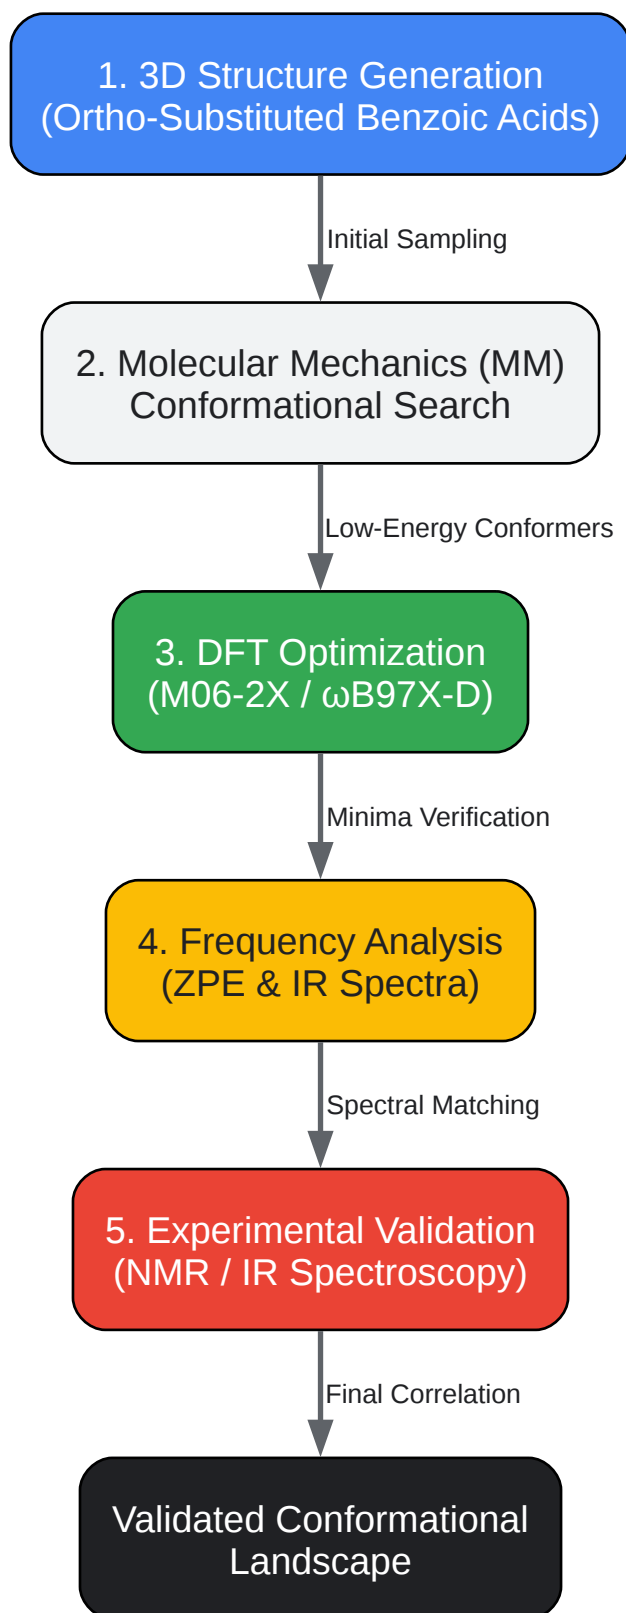 1. 3D Structure Generation
(Ortho-Substituted Benzoic Acids)
Initial Sampling
2. Molecular Mechanics (MM)
Conformational Search
Low-Energy Conformers
3. DFT Optimization
(M06-2X / ωB97X-D)
Minima Verification
4. Frequency Analysis
(ZPE & IR Spectra)
Spectral Matching
5. Experimental Validation
(NMR / IR Spectroscopy)
Final Correlation
Validated Conformational
Landscape